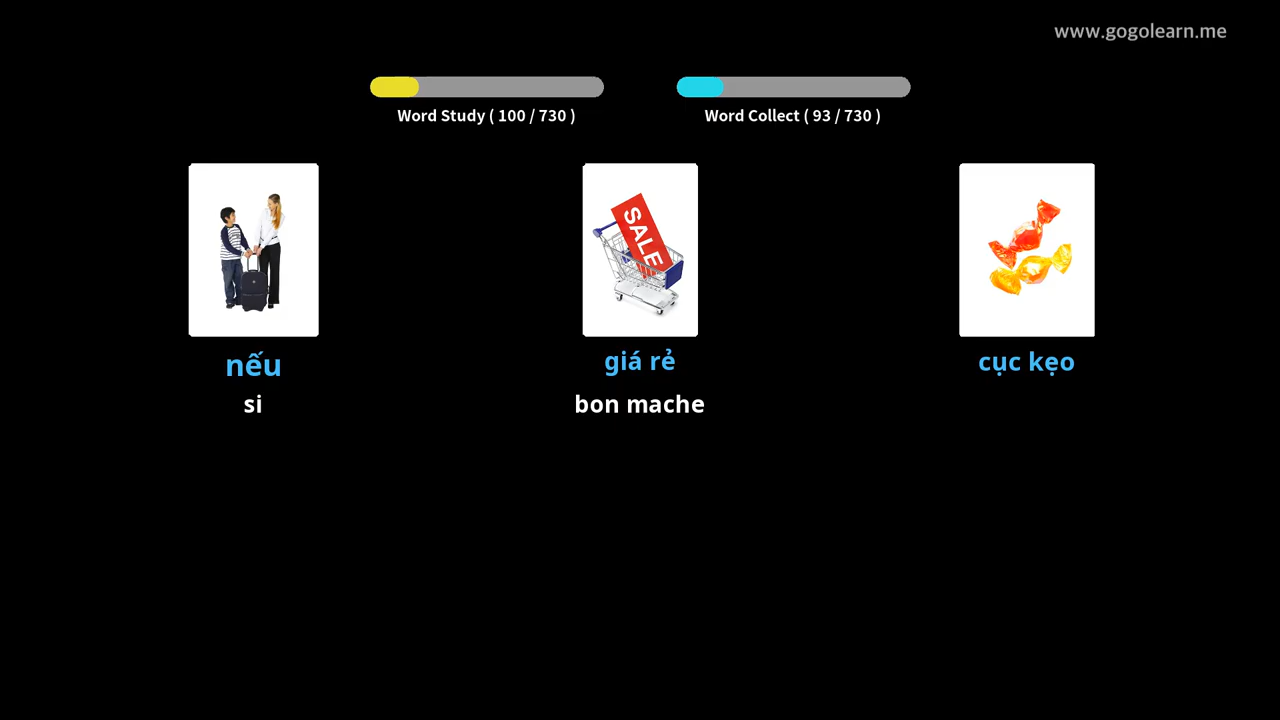 www.gogolearn.me
Word Study ( 100 / 730 )
Word Collect ( 93 / 730 )
SALE
nếu
giá rẻ
cục kẹo
si
bon mache